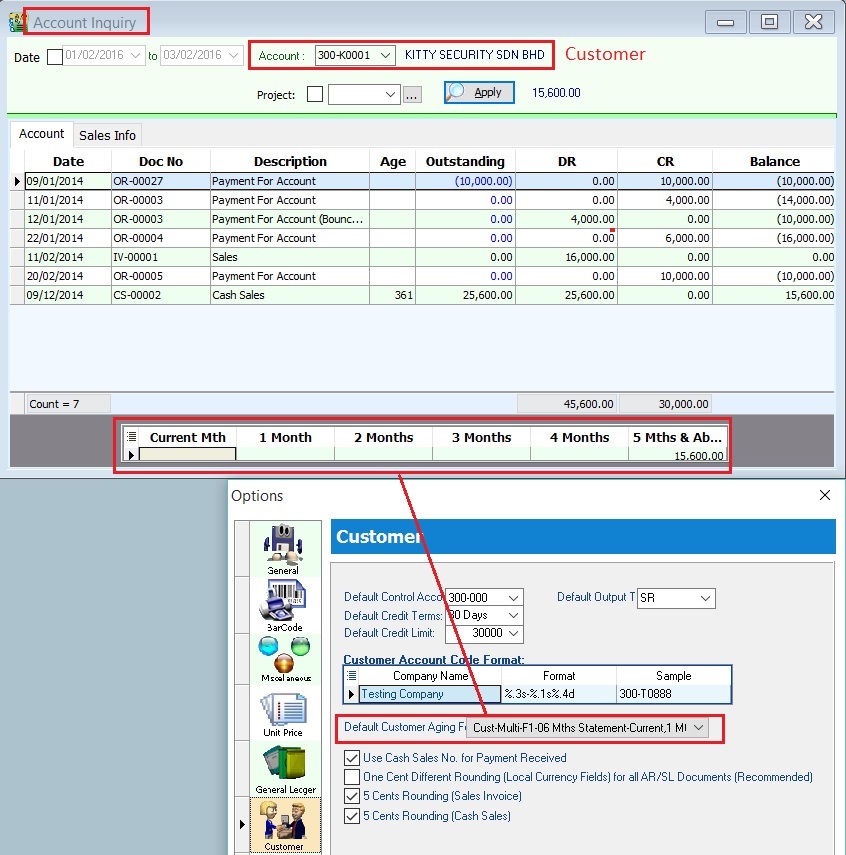 Account Inquiry
Date 01/02/2016 to 03/02/2016 Account : 300-K0001 KITTY SECURITY SDN BHD Customer
Project: ... Apply 15,600.00
Account Sales Info
Date Doc No Description Age Outstanding DR CR Balance
09/01/2014 OR-00027 Payment For Account (10,000.00) 0.00 10,000.00 (10,000.00)
11/01/2014 OR-00003 Payment For Account 0.00 0.00 4,000.00 (14,000.00)
12/01/2014 OR-00003 Payment For Account (Bounc... 0.00 4,000.00 0.00 (10,000.00)
22/01/2014 OR-00004 Payment For Account 0.00 0.00 6,000.00 (16,000.00)
11/02/2014 IV-00001 Sales 0.00 16,000.00 0.00 0.00
20/02/2014 OR-00005 Payment For Account 0.00 0.00 10,000.00 (10,000.00)
09/12/2014 CS-00002 Cash Sales 361 25,600.00 25,600.00 0.00 15,600.00
Count = 7 45,600.00 30,000.00
Current Mth 1 Month 2 Months 3 Months 4 Months 5 Mths & Ab...
15,600.00
Options
Customer
General
BarCode
Miscellaneous
Unit Price
General Ledger
Customer
Default Control Acco 300-000 Default Output T SR
Default Credit Terms: 30 Days
Default Credit Limit: 30000
Customer Account Code Format:
Company Name Format Sample
Testing Company %.3s-%.1s%.4d 300-T0888
Default Customer Aging Fo Cust-Multi-F1-06 Mths Statement-Current,1 M
Use Cash Sales No. for Payment Received
One Cent Different Rounding (Local Currency Fields) for all AR/SL Documents (Recommended)
5 Cents Rounding (Sales Invoice)
5 Cents Rounding (Cash Sales)